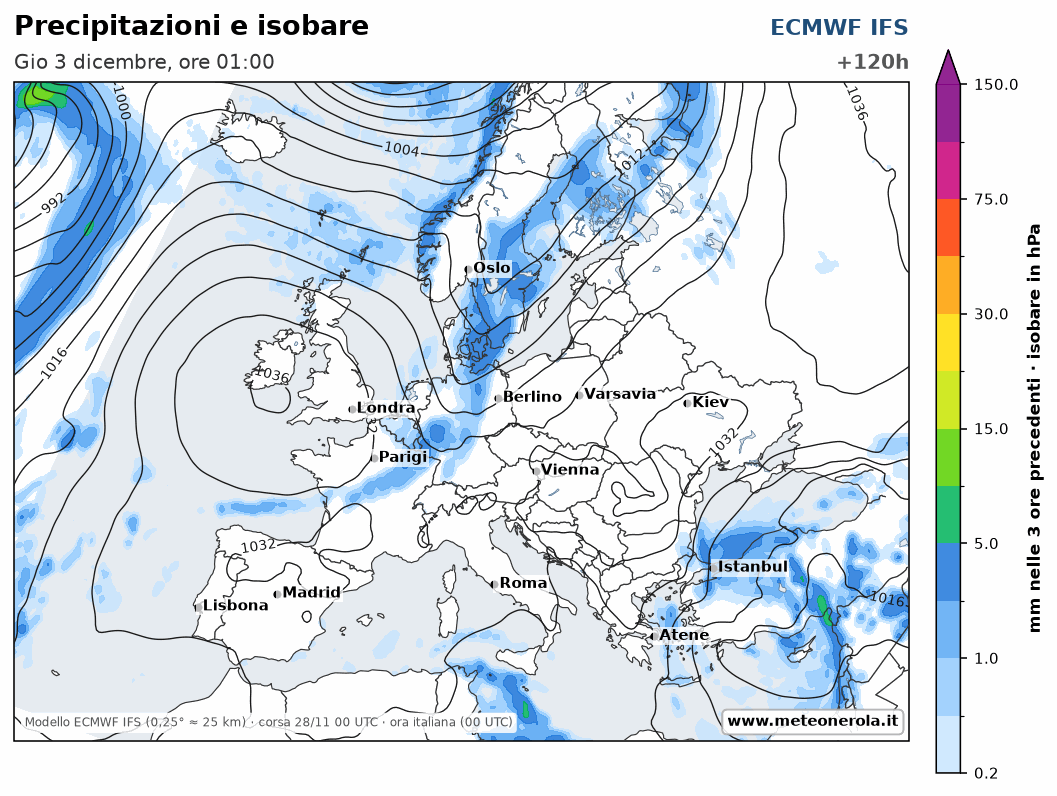 Precipitazioni e isobare
ECMWF IFS
Gio 3 dicembre, ore 01:00
+120h
150.0
75.0
30.0
15.0
5.0
1.0
0.2
mm nelle 3 ore precedenti · isobare in hPa
1000
1004
1012
1036
992
1016
1036
1032
1032
1016
Oslo
Berlino
Varsavia
Kiev
Londra
Parigi
Vienna
Istanbul
Roma
Madrid
Lisbona
Atene
Modello ECMWF IFS (0,25° ≈ 25 km) · corsa 28/11 00 UTC · ora italiana (00 UTC)
www.meteonerola.it